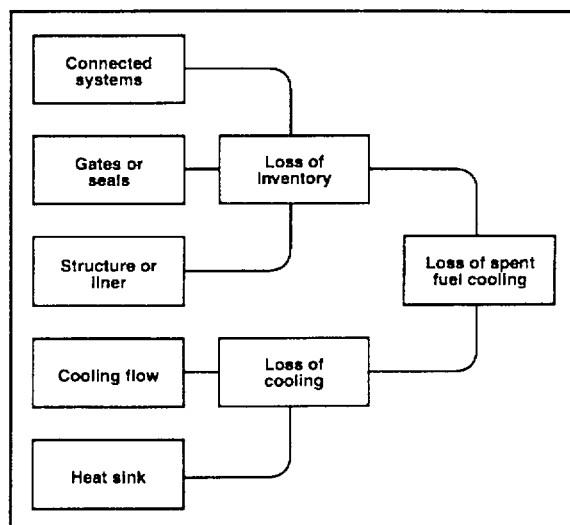 Connected
systems
Gates or
seals
Loss of
inventory
Structure or
liner
Loss of spent
fuel cooling
Cooling flow
Loss of
cooling
Heat sink